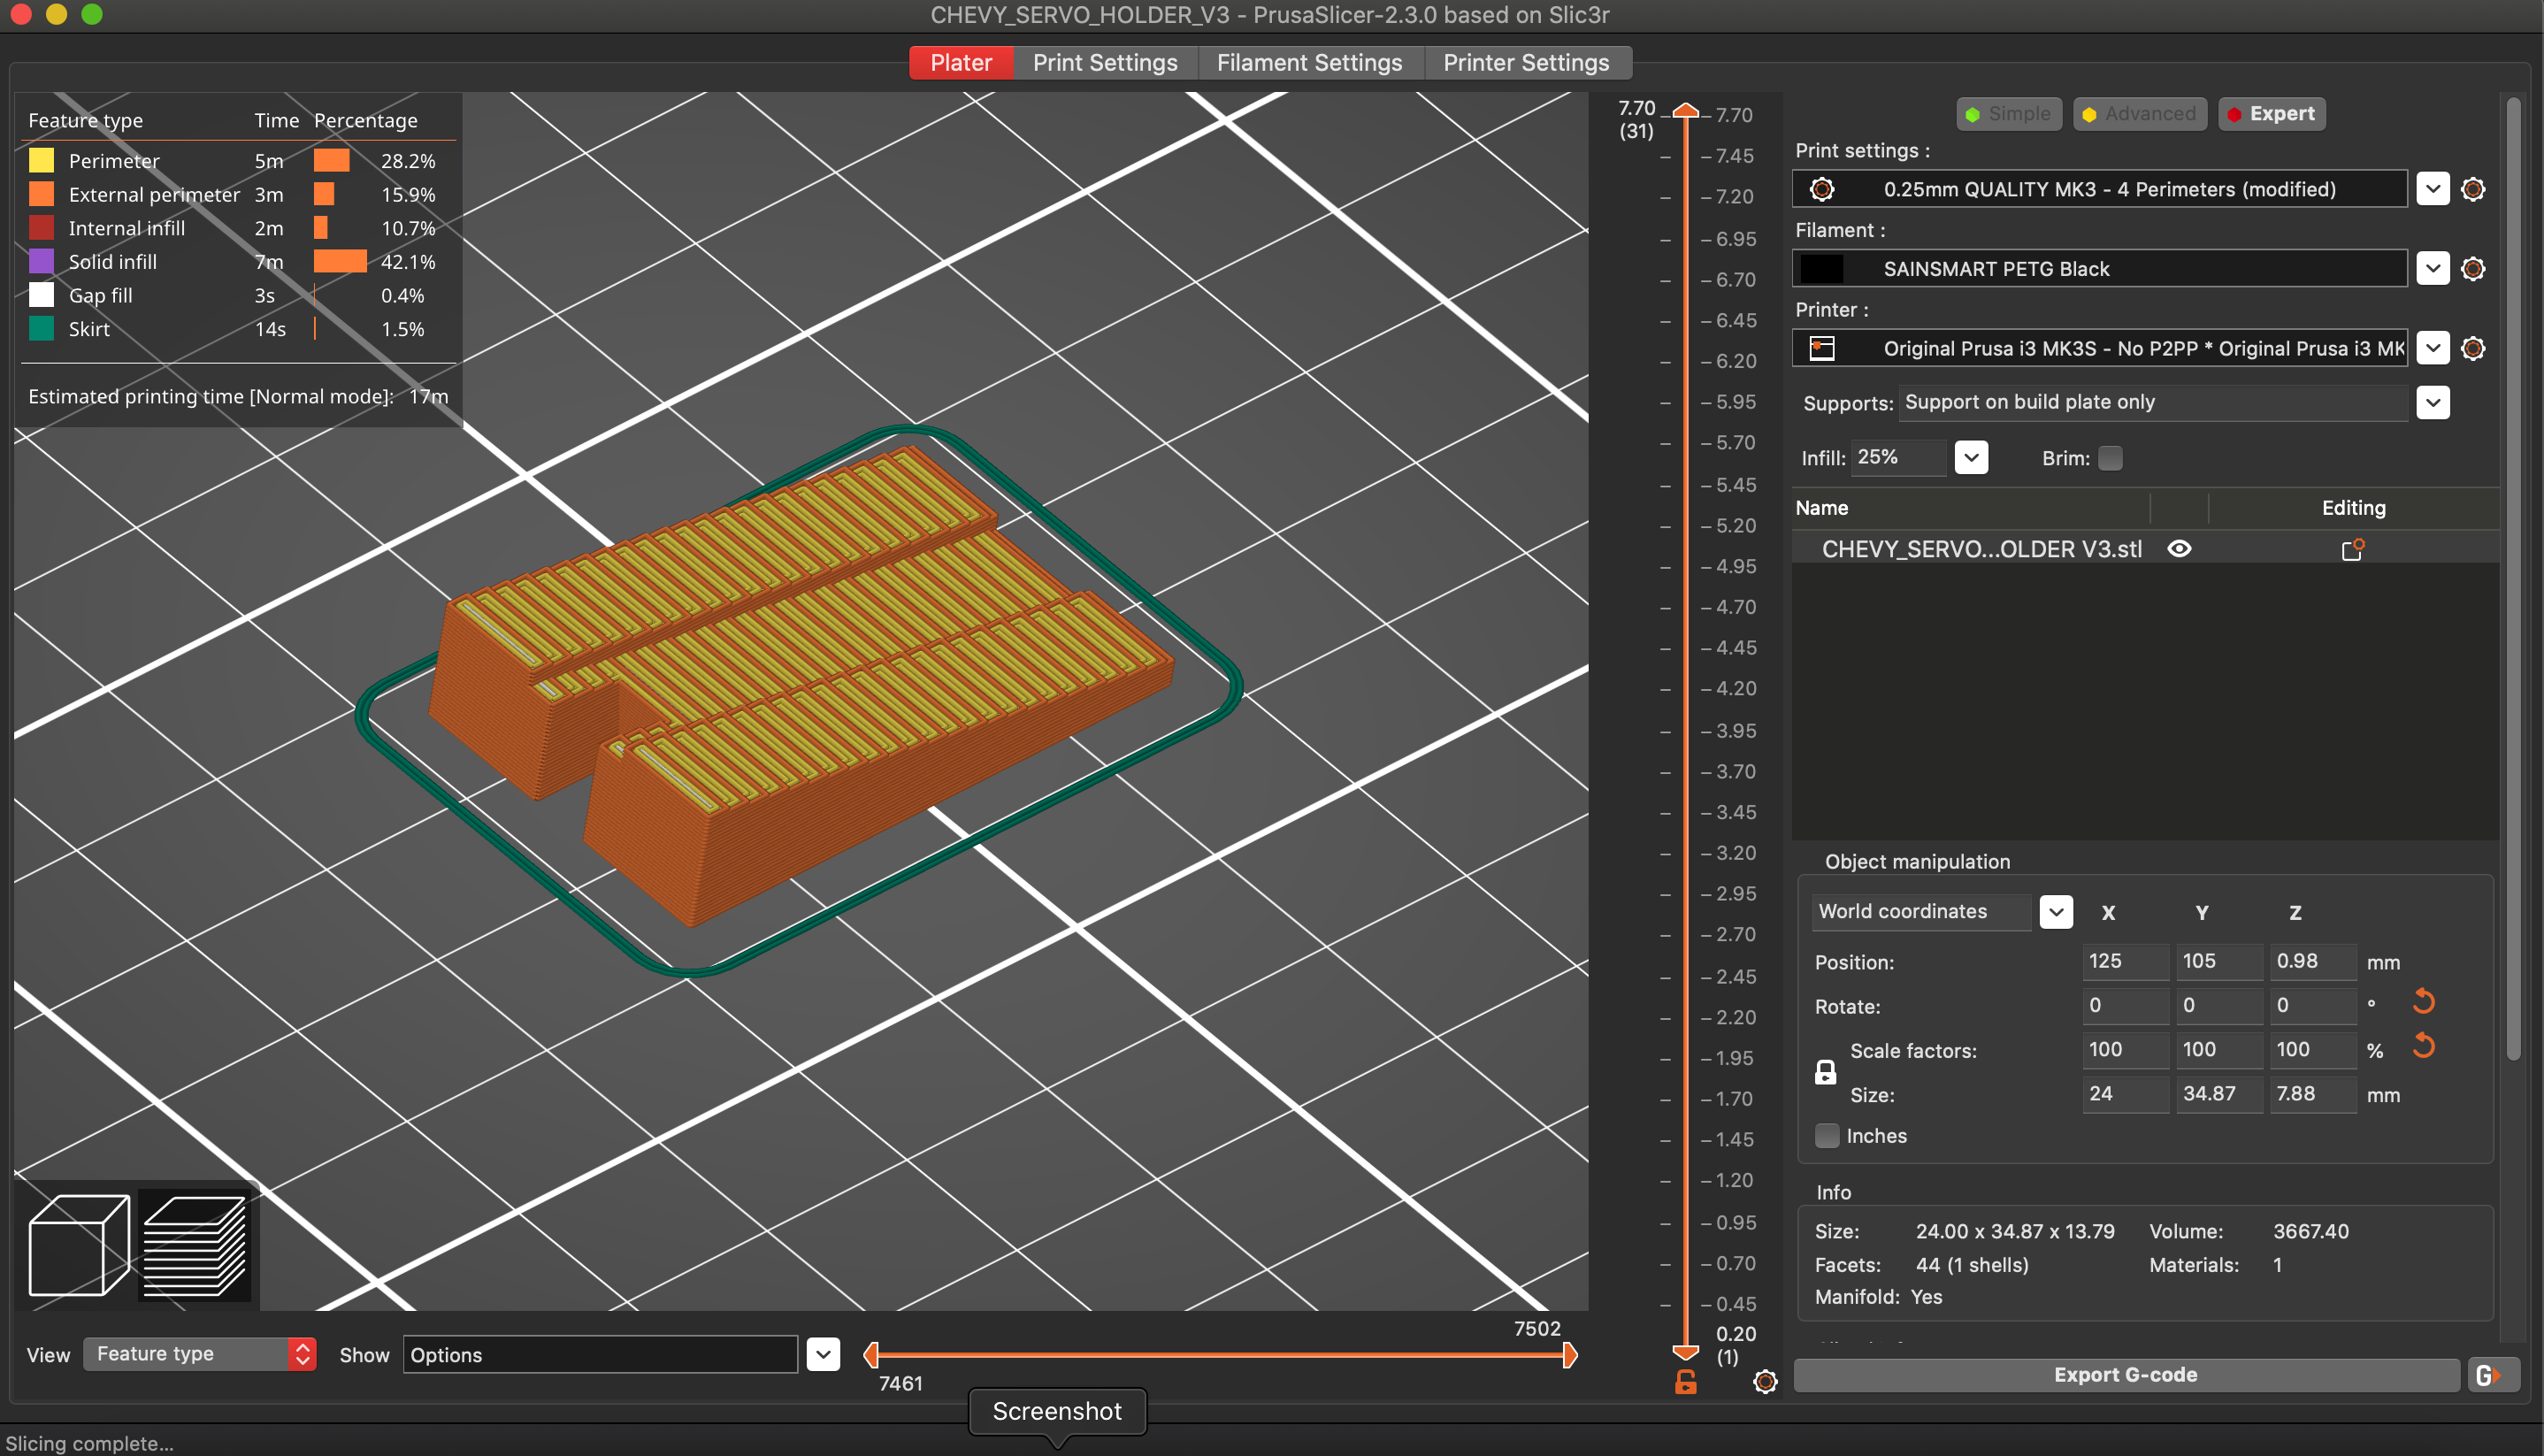 CHEVY_SERVO_HOLDER_V3 - PrusaSlicer-2.3.0 based on Slic3r
Plater Print Settings Filament Settings Printer Settings
Feature type Time Percentage
Perimeter 5m 28.2%
External perimeter 3m 15.9%
Internal infill 2m 10.7%
Solid infill 7m 42.1%
Gap fill 3s 0.4%
Skirt 14s 1.5%
Estimated printing time [Normal mode]: 17m
7.70
(31)
7.70
7.45
7.20
6.95
6.70
6.45
6.20
5.95
5.70
5.45
5.20
4.95
4.70
4.45
4.20
3.95
3.70
3.45
3.20
2.95
2.70
2.45
2.20
1.95
1.70
1.45
1.20
0.95
0.70
0.45
0.20
(1)
Simple Advanced Expert
Print settings :
0.25mm QUALITY MK3 - 4 Perimeters (modified)
Filament :
SAINSMART PETG Black
Printer :
Original Prusa i3 MK3S - No P2PP * Original Prusa i3 MK
Supports: Support on build plate only
Infill: 25% Brim:
Name Editing
CHEVY_SERVO...OLDER V3.stl
Object manipulation
World coordinates X Y Z
Position: 125 105 0.98 mm
Rotate: 0 0 0 °
Scale factors: 100 100 100 %
Size: 24 34.87 7.88 mm
Inches
Info
Size: 24.00 x 34.87 x 13.79 Volume: 3667.40
Facets: 44 (1 shells) Materials: 1
Manifold: Yes
Export G-code
G
View Feature type Show Options
7502
7461
Screenshot
Slicing complete...